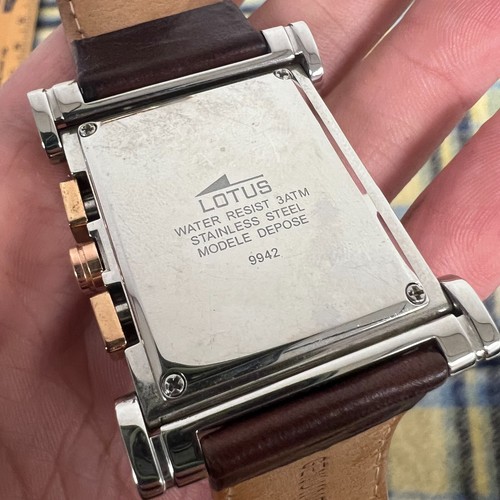 LOTUS
WATER RESIST 3ATM
STAINLESS STEEL
MODELE DEPOSE
9942